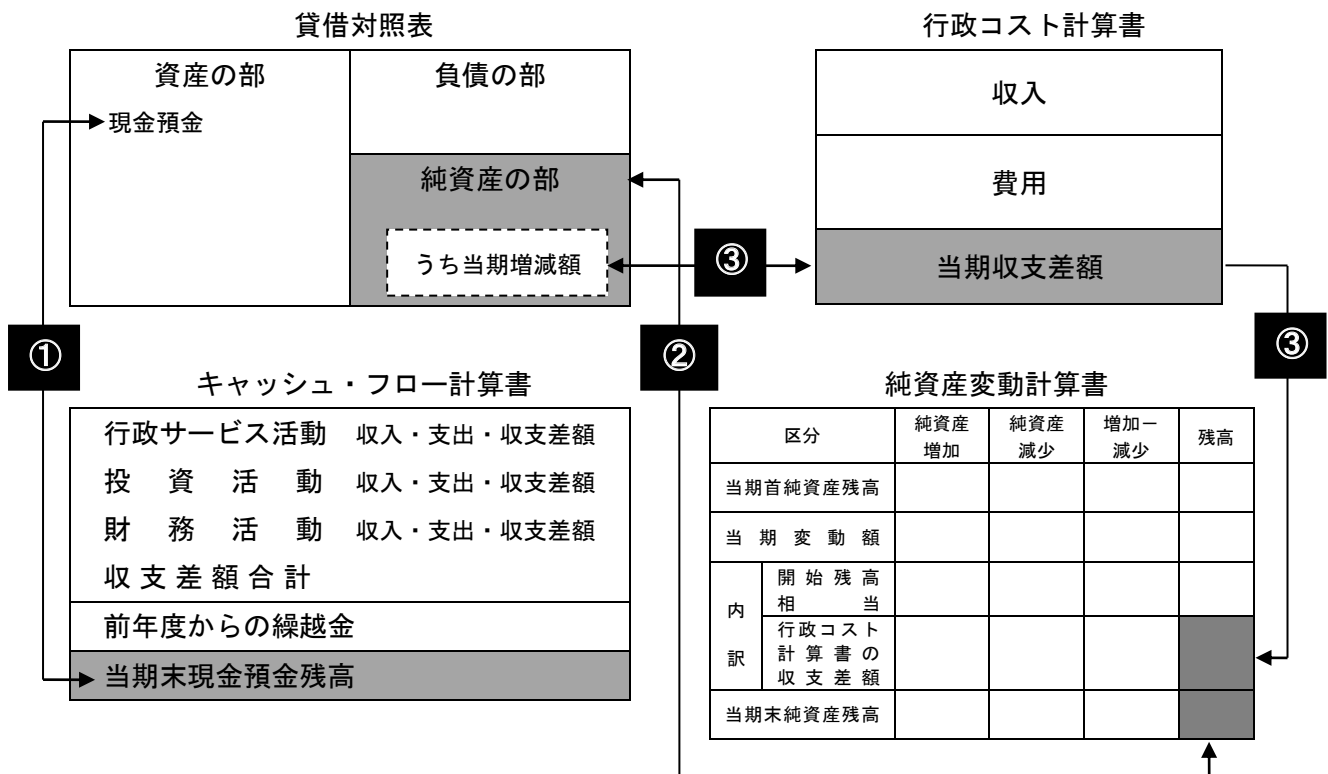 貸借対照表
資産の部
現金預金
負債の部
純資産の部
うち当期増減額
行政コスト計算書
収入
費用
当期収支差額
③
①
②
③
キャッシュ・フロー計算書
行政サービス活動 収入・支出・収支差額
投資活動 収入・支出・収支差額
財務活動 収入・支出・収支差額
収支差額合計
前年度からの繰越金
当期末現金預金残高
純資産変動計算書
区分
純資産
増加
純資産
減少
増加－
減少
残高
当期首純資産残高
当期変動額
内
訳
開始残高
相当
行政コスト
計算書の
収支差額
当期末純資産残高